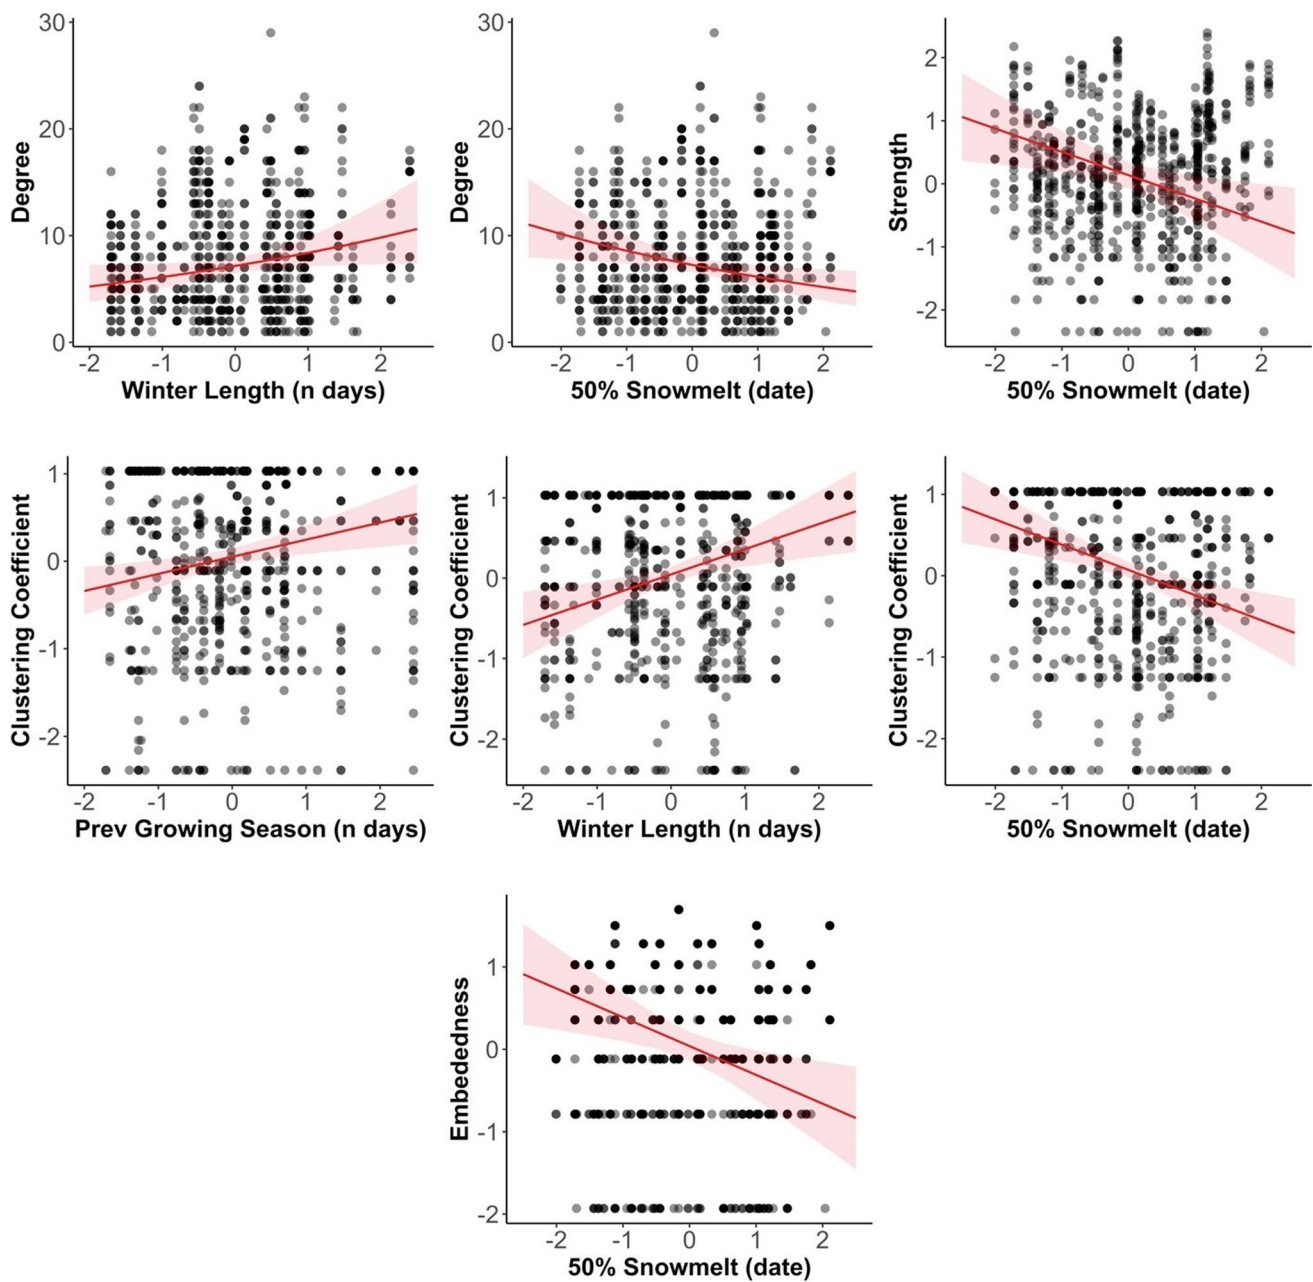 30
20
10
0
Degree
-2 -1 0 1 2
Winter Length (n days)
30
20
10
0
Degree
-2 -1 0 1 2
50% Snowmelt (date)
2
1
0
-1
-2
Strength
-2 -1 0 1 2
50% Snowmelt (date)
1
0
-1
-2
Clustering Coefficient
-2 -1 0 1 2
Prev Growing Season (n days)
1
0
-1
-2
Clustering Coefficient
-2 -1 0 1 2
Winter Length (n days)
1
0
-1
-2
Clustering Coefficient
-2 -1 0 1 2
50% Snowmelt (date)
1
0
-1
-2
Embededness
-2 -1 0 1 2
50% Snowmelt (date)